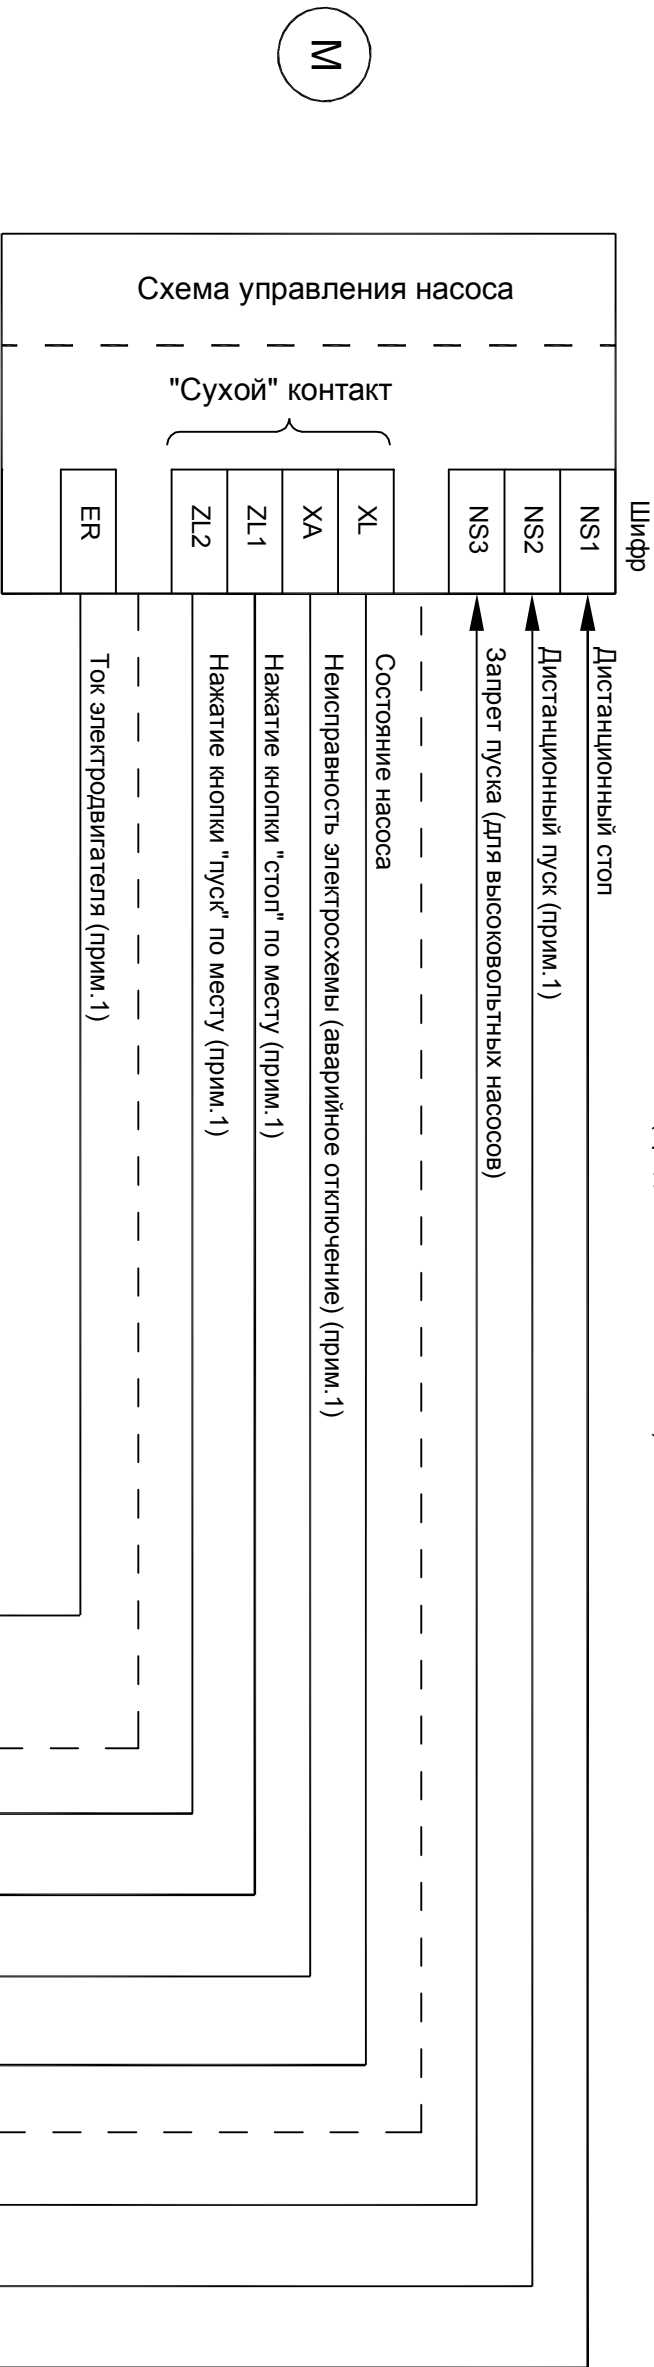 M
Схема управления насоса
"Сухой" контакт
Шифр
NS1
Дистанционный стоп
NS2
Дистанционный пуск (прим.1)
NS3
Запрет пуска (для высоковольтных насосов)
XL
Состояние насоса
XA
Неисправность электросхемы (аварийное отключение) (прим.1)
ZL1
Нажатие кнопки "стоп" по месту (прим.1)
ZL2
Нажатие кнопки "пуск" по месту (прим.1)
ER
Ток электродвигателя (прим.1)